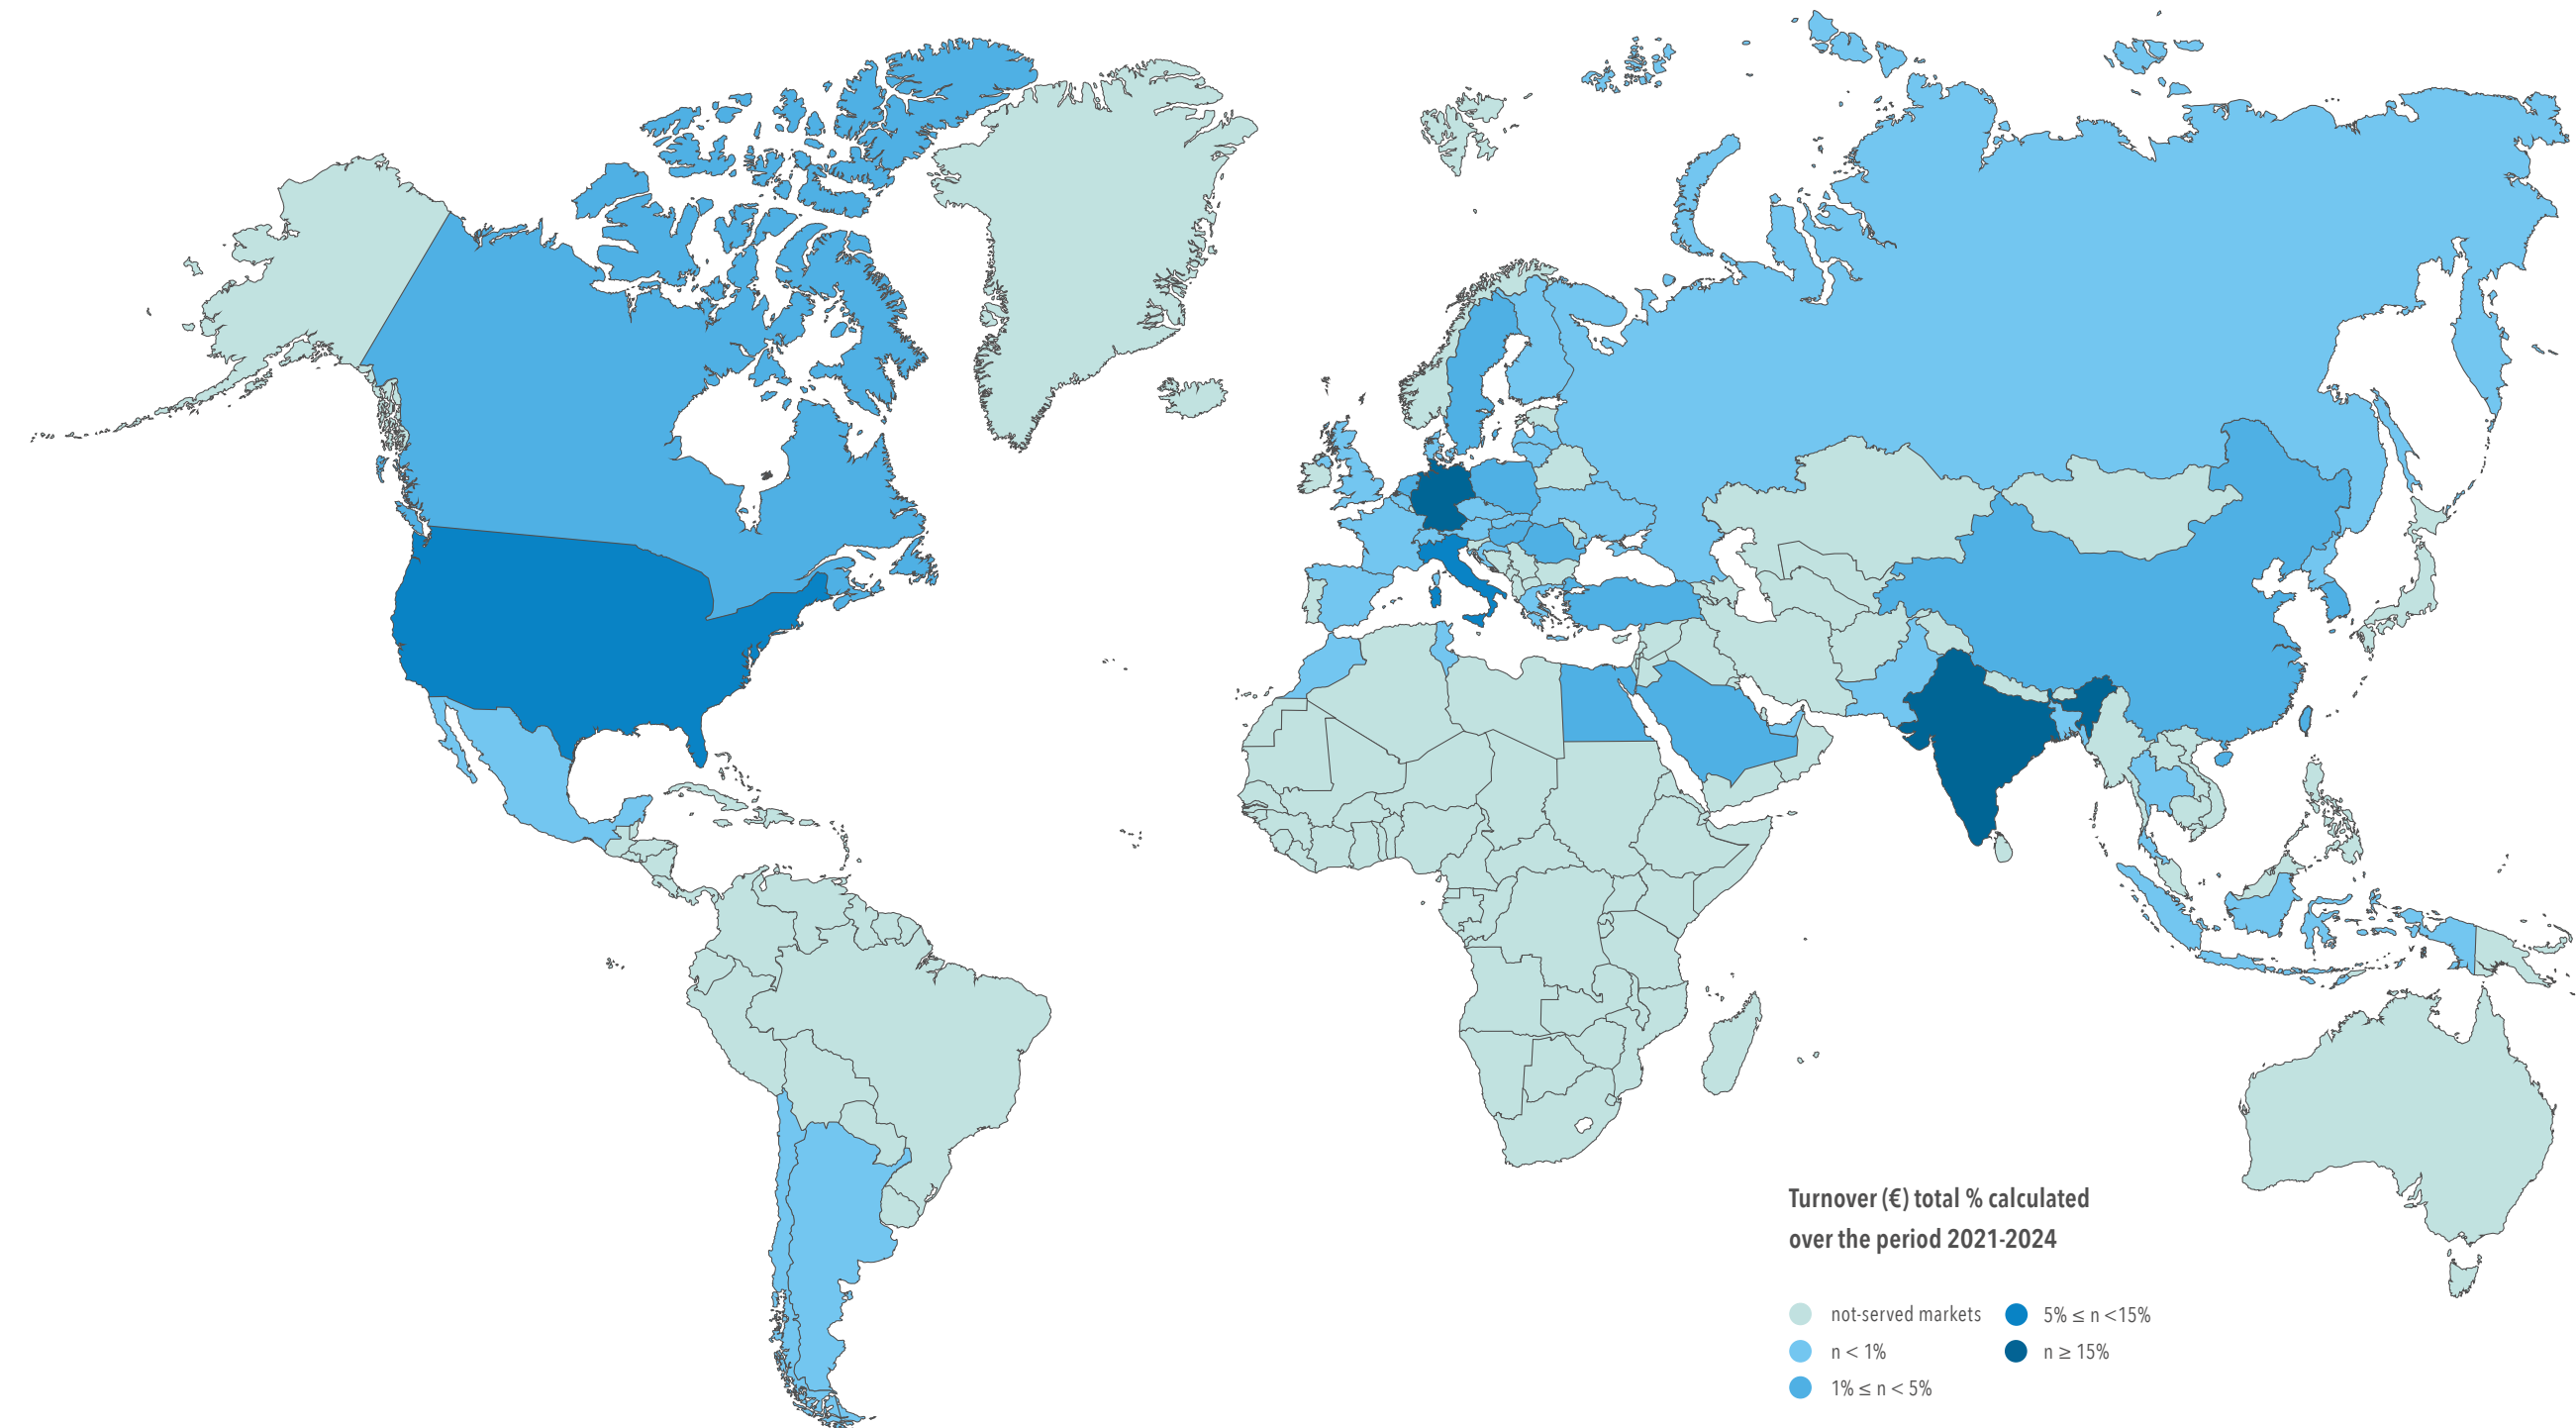 Turnover (€) total % calculated
over the period 2021-2024
not-served markets
n < 1%
1% ≤ n < 5%
5% ≤ n <15%
n ≥ 15%